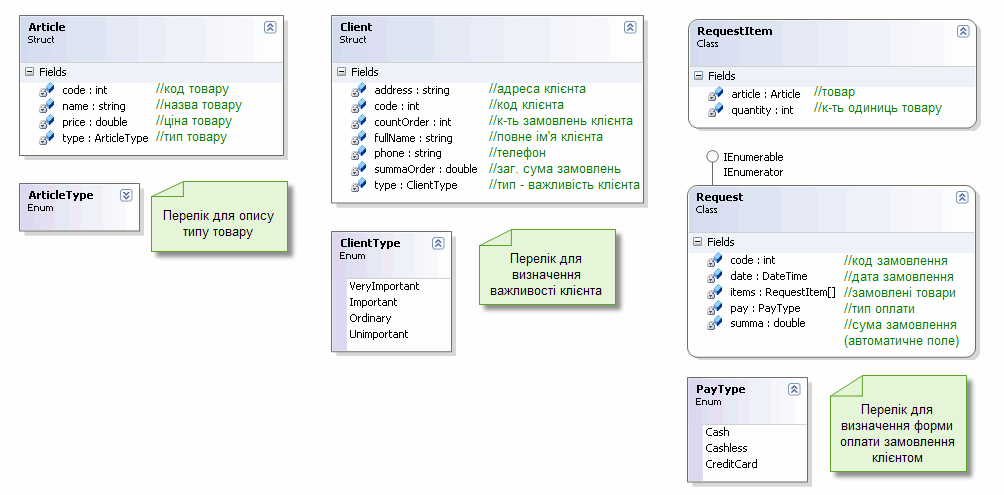 Article
Struct
Fields
code : int //код товару
name : string //назва товару
price : double //ціна товару
type : ArticleType //тип товару
ArticleType
Enum
Перелік для опису
типу товару
Client
Struct
Fields
address : string //адреса клієнта
code : int //код клієнта
countOrder : int //к-ть замовлень клієнта
fullName : string //повне ім'я клієнта
phone : string //телефон
summaOrder : double //заг. сума замовлень
type : ClientType //тип - важливість клієнта
ClientType
Enum
VeryImportant
Important
Ordinary
Unimportant
Перелік для
визначення
важливості клієнта
RequestItem
Class
Fields
article : Article //товар
quantity : int //к-ть одиниць товару
IEnumerable
IEnumerator
Request
Class
Fields
code : int //код замовлення
date : DateTime //дата замовлення
items : RequestItem[] //замовлені товари
pay : PayType //тип оплати
summa : double //сума замовлення
(автоматичне поле)
PayType
Enum
Cash
Cashless
CreditCard
Перелік для
визначення форми
оплати замовлення
клієнтом